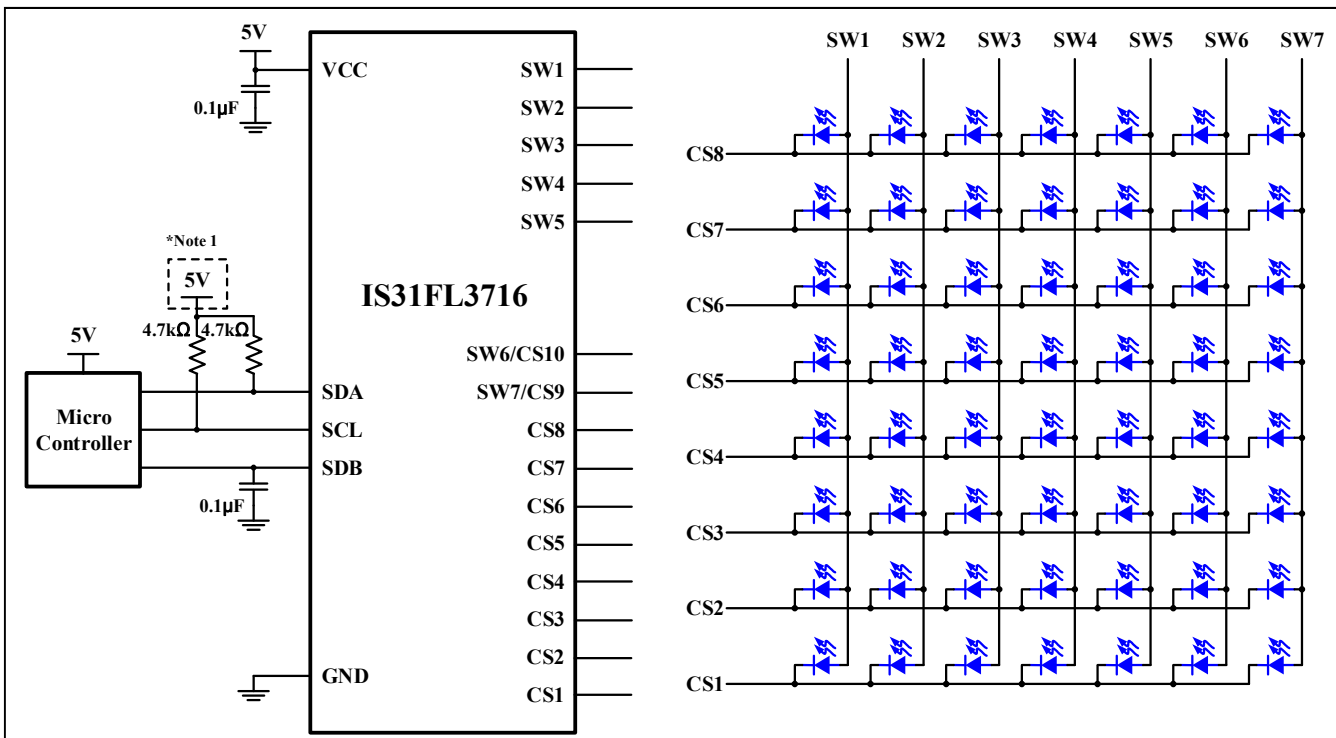 5V
VCC
0.1µF
SW1
SW2
SW3
SW4
SW5
*Note 1
5V
4.7kΩ 4.7kΩ
IS31FL3716
5V
Micro
Controller
SDA
SCL
SDB
0.1µF
SW6/CS10
SW7/CS9
CS8
CS7
CS6
CS5
CS4
CS3
CS2
CS1
GND
SW1 SW2 SW3 SW4 SW5 SW6 SW7
CS8
CS7
CS6
CS5
CS4
CS3
CS2
CS1